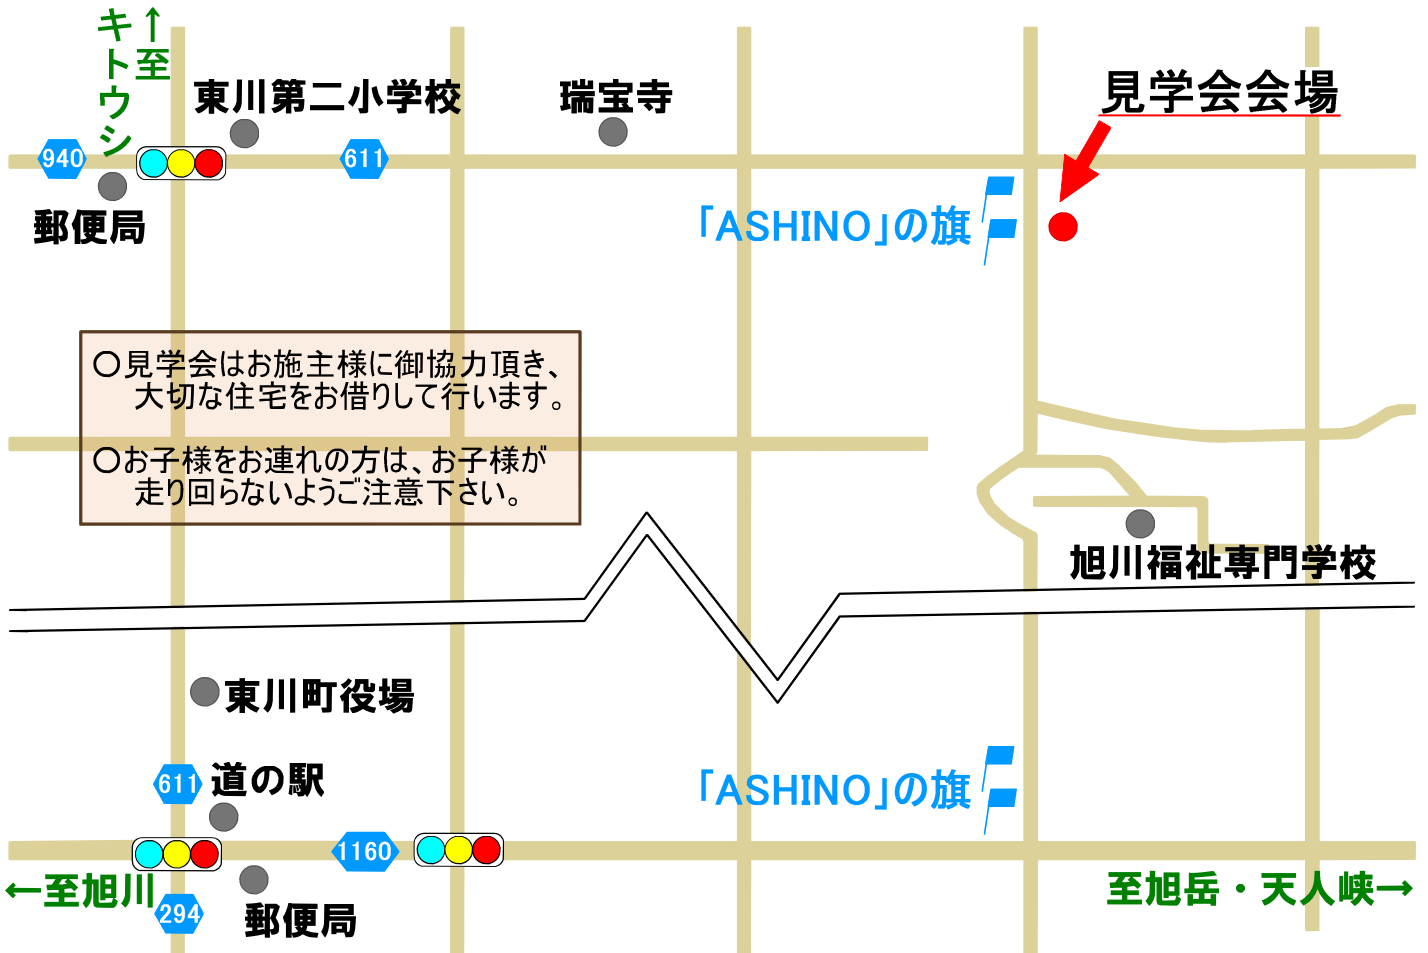 ←至キトウシ
東川第二小学校
瑞宝寺
見学会会場
940
611
郵便局
「ASHINO」の旗
○見学会はお施主様に御協力頂き、
大切な住宅をお借りして行います。
○お子様をお連れの方は、お子様が
走り回らないようご注意下さい。
旭川福祉専門学校
東川町役場
611
道の駅
「ASHINO」の旗
1160
←至旭川
294
郵便局
至旭岳・天人峡→